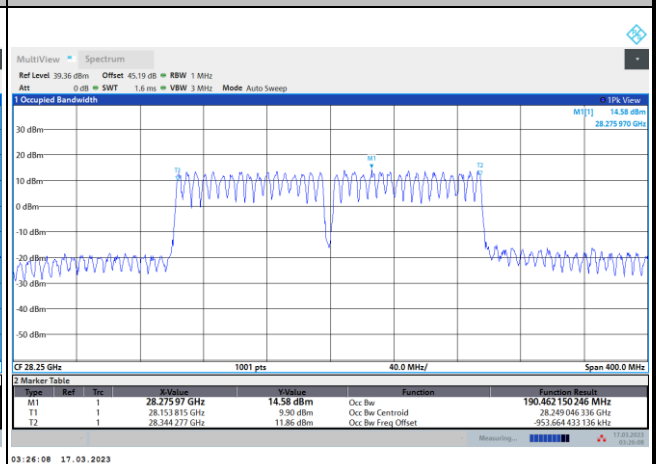 MultiView Spectrum
Ref Level 39.36 dBm Offset 45.19 dB RBW 1 MHz
Att 0 dB SWT 1.6 ms VBW 3 MHz Mode Auto Sweep
1 Occupied Bandwidth 1Pk View
M1[1] 14.58 dBm
28.275 970 GHz
30 dBm
20 dBm
M1
T1
T2
10 dBm
0 dBm
-10 dBm
-20 dBm
-30 dBm
-40 dBm
-50 dBm
CF 28.25 GHz 1001 pts 40.0 MHz/ Span 400.0 MHz
2 Marker Table
Type Ref Trc X-Value Y-Value Function Function Result
M1 1 28.275 97 GHz 14.58 dBm Occ Bw 190.462 150 246 MHz
T1 1 28.153 815 GHz 9.90 dBm Occ Bw Centroid 28.249 046 336 GHz
T2 1 28.344 277 GHz 11.86 dBm Occ Bw Freq Offset -953.664 433 136 kHz
Measuring... 17.03.2023
03:26:08
03:26:08 17.03.2023